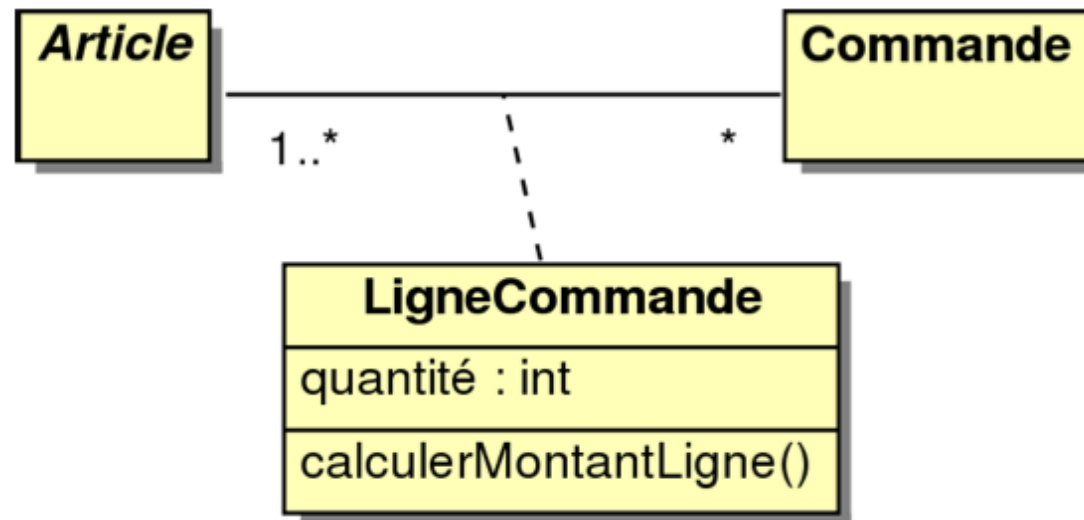 Article
Commande
1..*
*
LigneCommande
quantité : int
calculerMontantLigne()